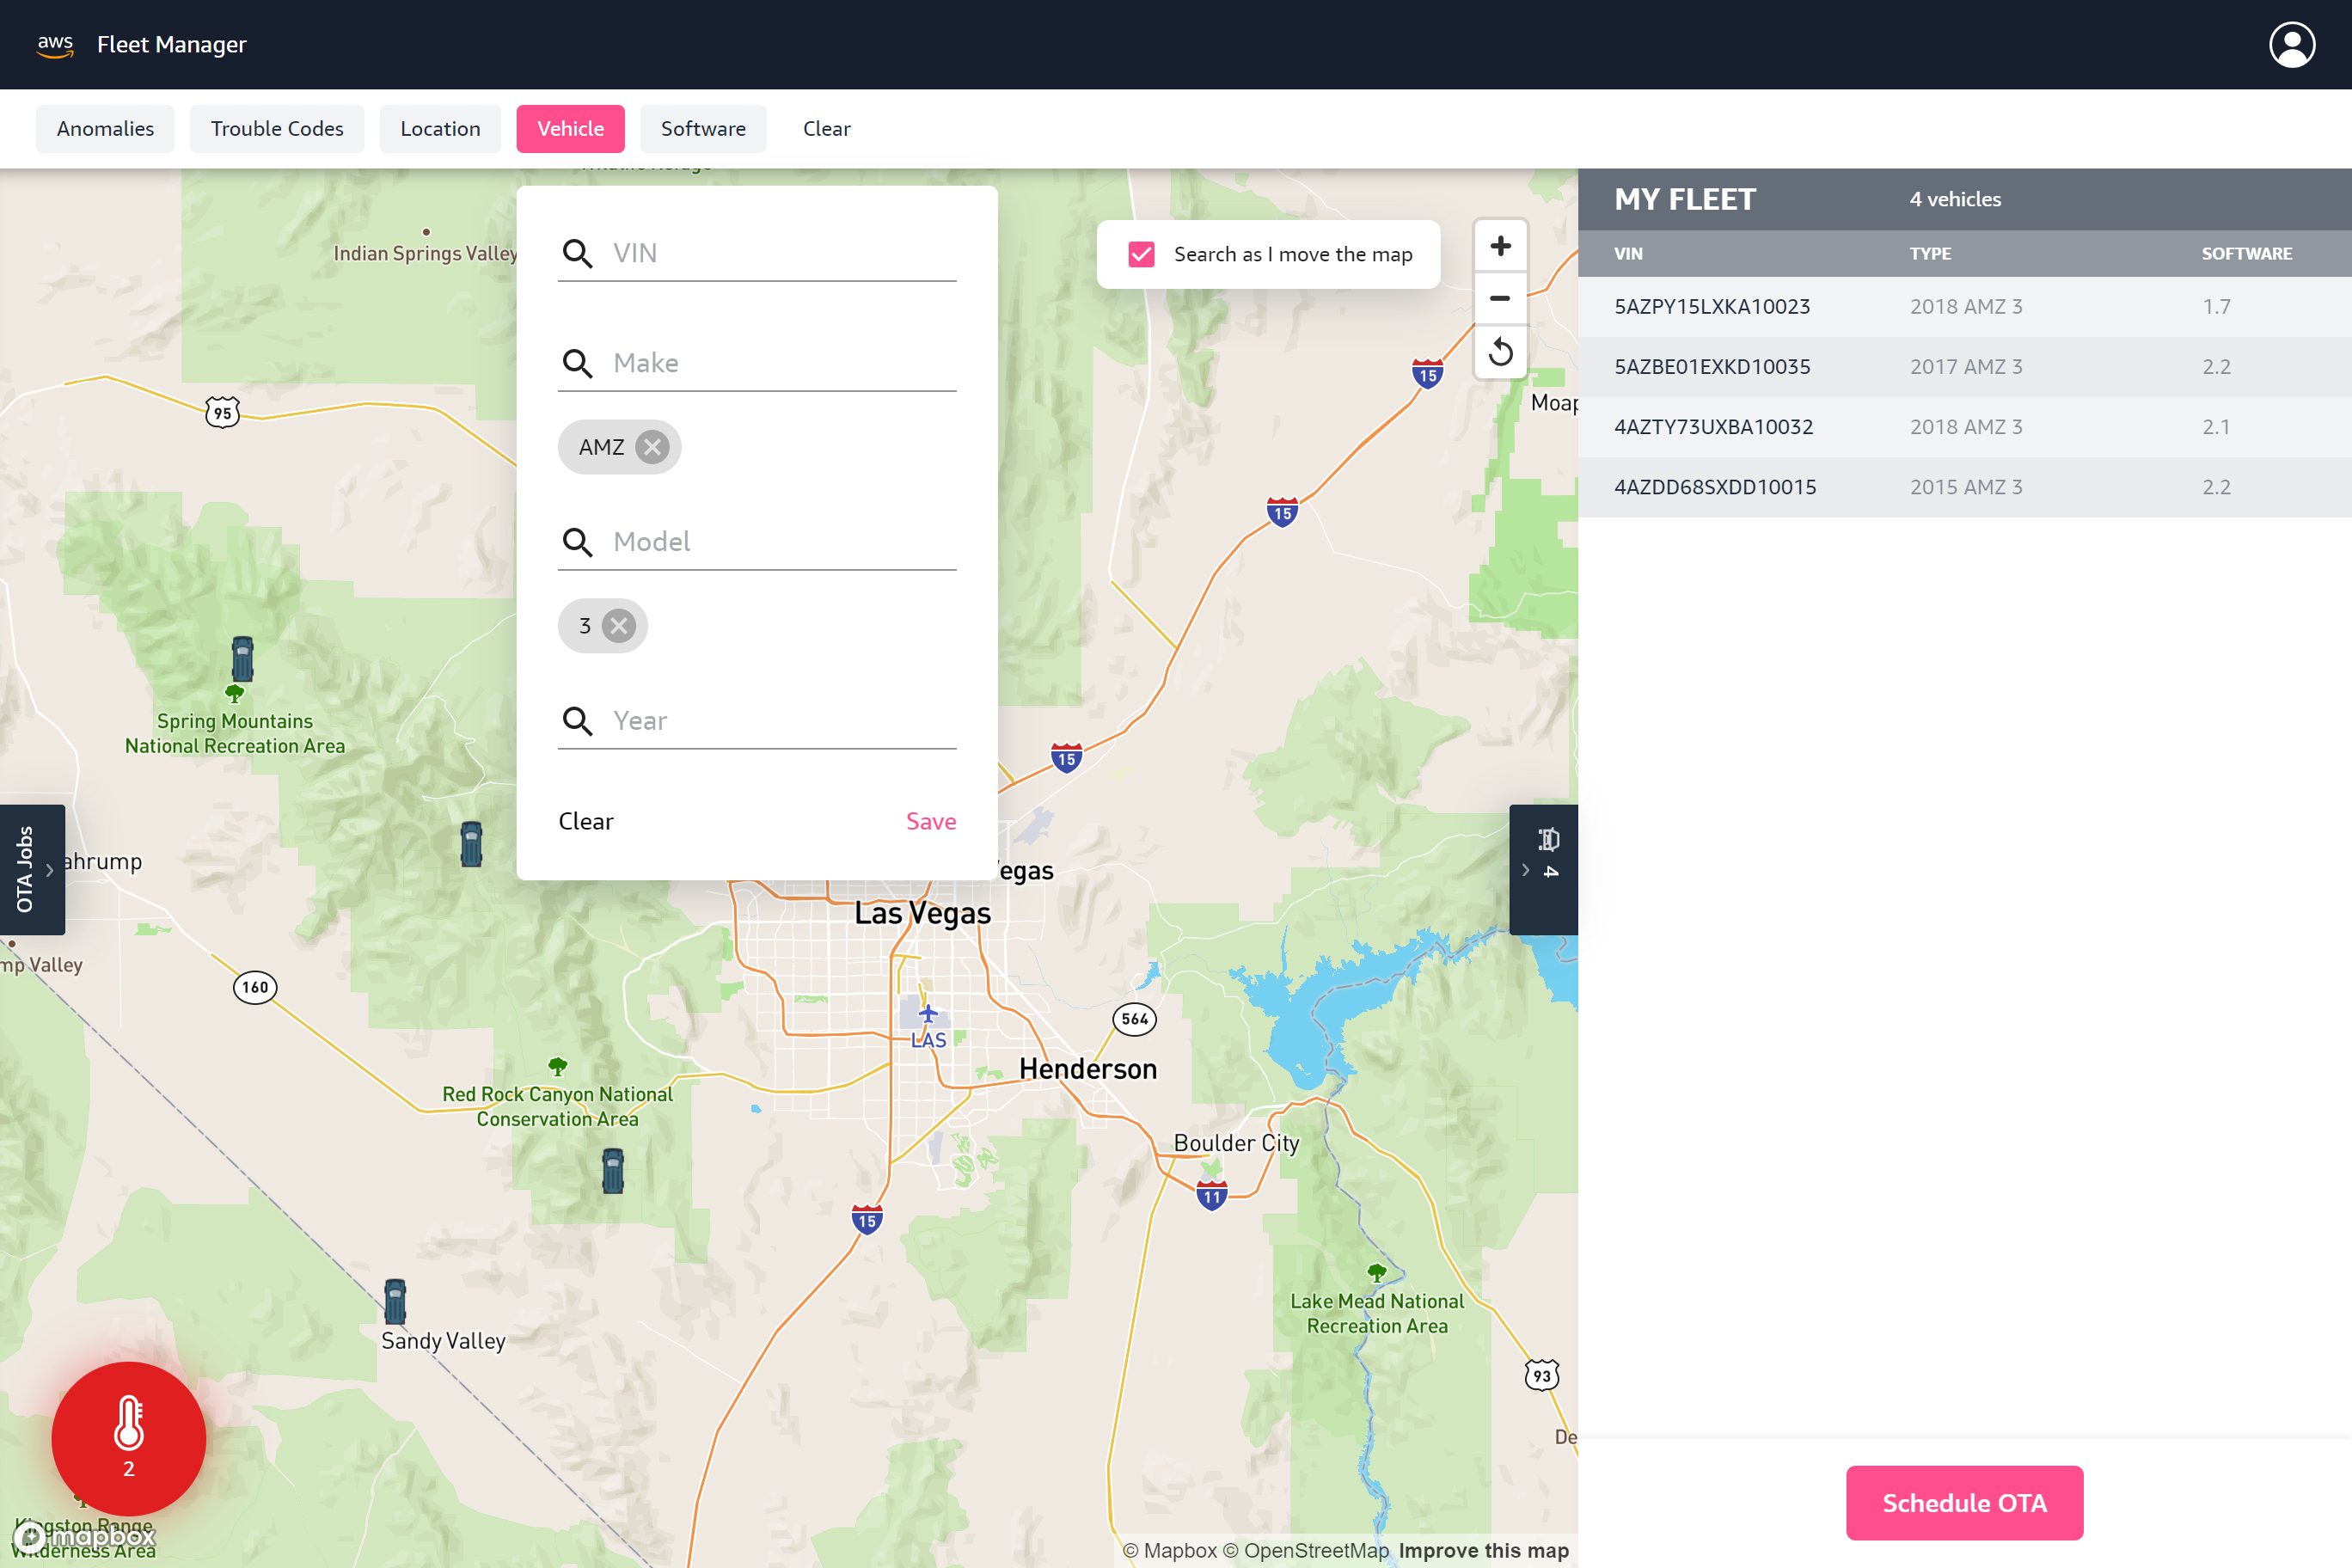 aws Fleet Manager
Anomalies Trouble Codes Location Vehicle Software Clear
VIN
Make
AMZ
Model
3
Year
Clear Save
Search as I move the map
MY FLEET 4 vehicles
VIN TYPE SOFTWARE
5AZPY15LXKA10023 2018 AMZ 3 1.7
5AZBE01EXKD10035 2017 AMZ 3 2.2
4AZTY73UXBA10032 2018 AMZ 3 2.1
4AZDD68SXDD10015 2015 AMZ 3 2.2
Schedule OTA
Indian Springs Valley
95
15
Moap
15
15
Spring Mountains
National Recreation Area
OTA Jobs
ahrump
4
egas
Las Vegas
mp Valley
160
LAS
564
Henderson
Red Rock Canyon National
Conservation Area
Boulder City
11
15
Lake Mead National
Recreation Area
Sandy Valley
93
De
2
Kingston Range
Wilderness Area
mapbox
© Mapbox © OpenStreetMap Improve this map